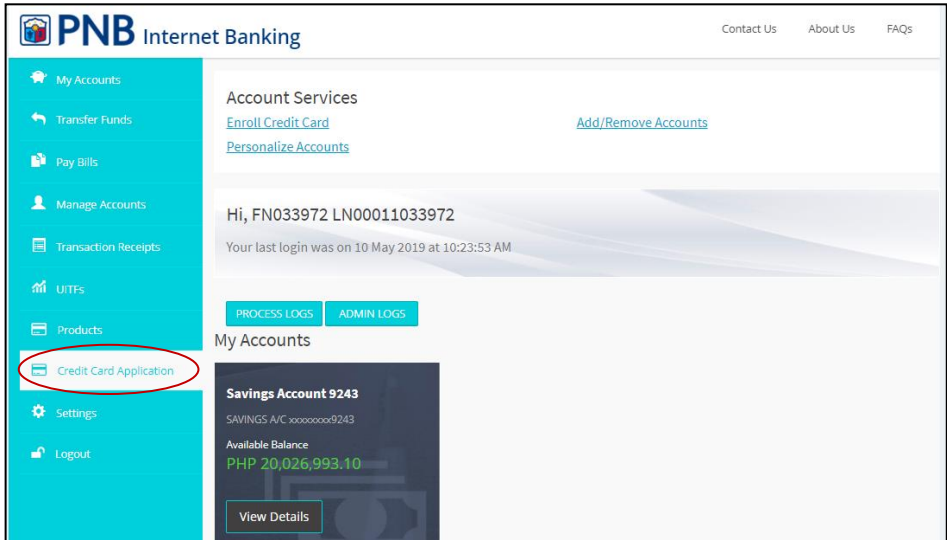 PNB Internet Banking
Contact Us About Us FAQs
My Accounts
Transfer Funds
Pay Bills
Manage Accounts
Transaction Receipts
UITFs
Products
Credit Card Application
Settings
Logout
Account Services
Enroll Credit Card Add/Remove Accounts
Personalize Accounts
Hi, FN033972 LN00011033972
Your last login was on 10 May 2019 at 10:23:53 AM
PROCESS LOGS ADMIN LOGS
My Accounts
Savings Account 9243
SAVINGS A/C xxxxxxxx9243
Available Balance
PHP 20,026,993.10
View Details